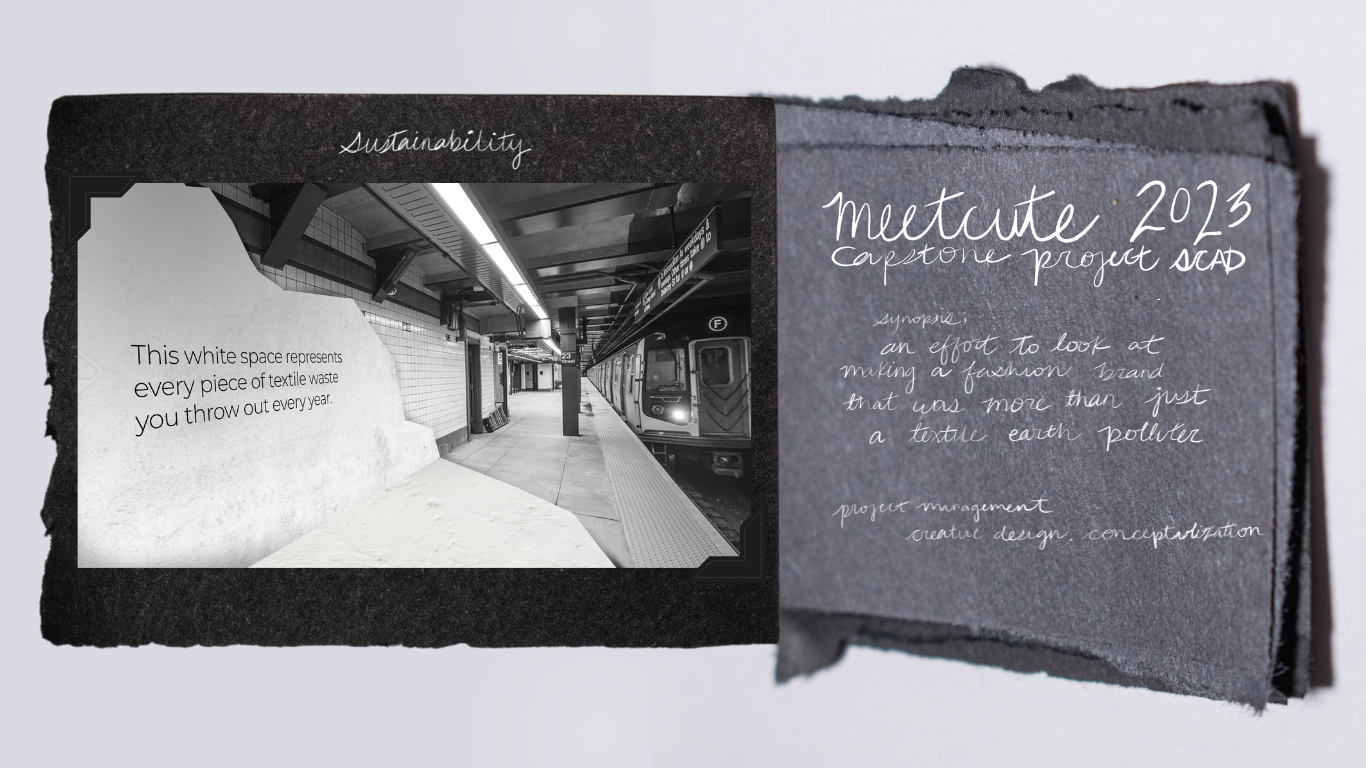 Sustainability
This white space represents
every piece of textile waste
you throw out every year.
F
23
Street
meetcute 2023
Capstone project SCAD
synopsis;
an effort to look at
making a fashion brand
that was more than just
a textile earth polluter
project management
creative design, conceptualization